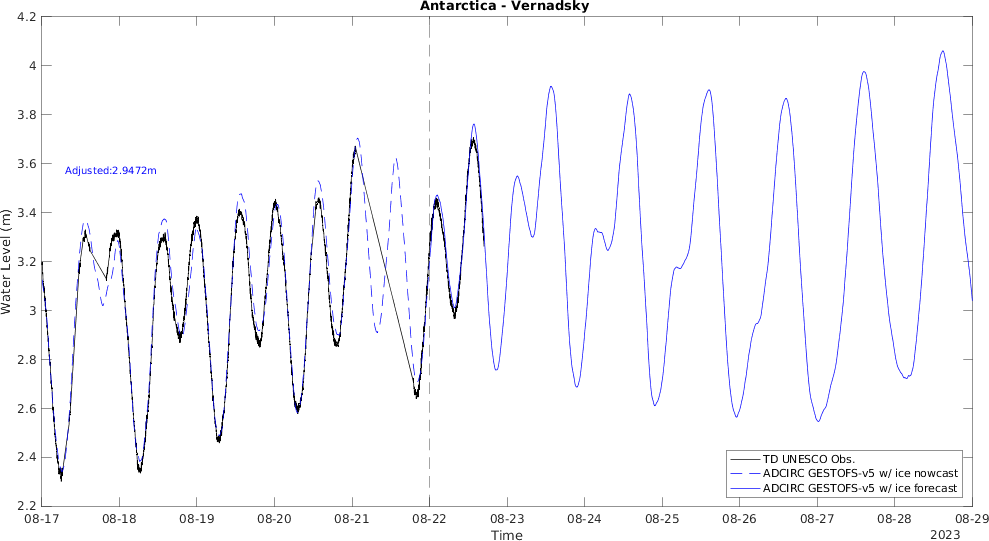 Antarctica - Vernadsky
4.2
4
3.8
3.6
3.4
3.2
3
2.8
2.6
2.4
2.2
Water Level (m)
Adjusted:2.9472m
TD UNESCO Obs.
ADCIRC GESTOFS-v5 w/ ice nowcast
ADCIRC GESTOFS-v5 w/ ice forecast
08-17 08-18 08-19 08-20 08-21 08-22 08-23 08-24 08-25 08-26 08-27 08-28 08-29
Time
2023